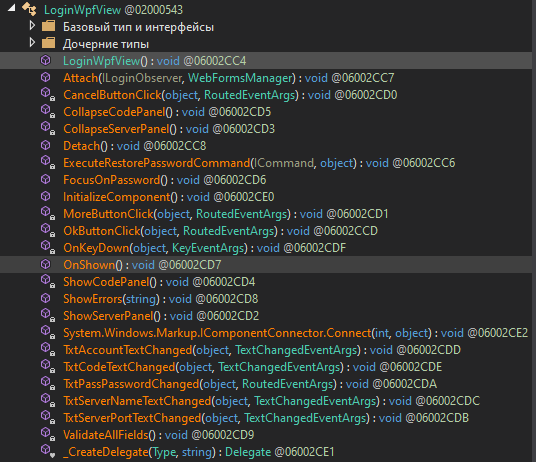 LoginWpfView @02000543
Базовый тип и интерфейсы
Дочерние типы
LoginWpfView() : void @06002CC4
Attach(ILoginObserver, WebFormsManager) : void @06002CC7
CancelButtonClick(object, RoutedEventArgs) : void @06002CD0
CollapseCodePanel() : void @06002CD5
CollapseServerPanel() : void @06002CD3
Detach() : void @06002CC8
ExecuteRestorePasswordCommand(ICommand, object) : void @06002CC6
FocusOnPassword() : void @06002CD6
InitializeComponent() : void @06002CE0
MoreButtonClick(object, RoutedEventArgs) : void @06002CD1
OkButtonClick(object, RoutedEventArgs) : void @06002CCD
OnKeyDown(object, KeyEventArgs) : void @06002CDF
OnShown() : void @06002CD7
ShowCodePanel() : void @06002CD4
ShowErrors(string) : void @06002CD8
ShowServerPanel() : void @06002CD2
System.Windows.Markup.IComponentConnector.Connect(int, object) : void @06002CE2
TxtAccountTextChanged(object, TextChangedEventArgs) : void @06002CDD
TxtCodeTextChanged(object, TextChangedEventArgs) : void @06002CDE
TxtPassPasswordChanged(object, RoutedEventArgs) : void @06002CDA
TxtServerNameTextChanged(object, TextChangedEventArgs) : void @06002CDC
TxtServerPortTextChanged(object, TextChangedEventArgs) : void @06002CDB
ValidateAllFields() : void @06002CD9
_CreateDelegate(Type, string) : Delegate @06002CE1